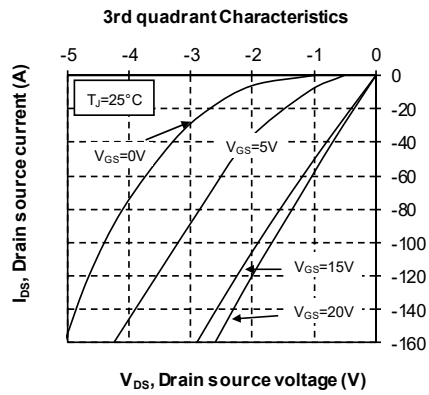 3rd quadrant Characteristics
-5 -4 -3 -2 -1 0
TJ=25°C
VGS=0V
VGS=5V
VGS=15V
VGS=20V
0
-20
-40
-60
-80
-100
-120
-140
-160
IDS, Drain source current (A)
VDS, Drain source voltage (V)